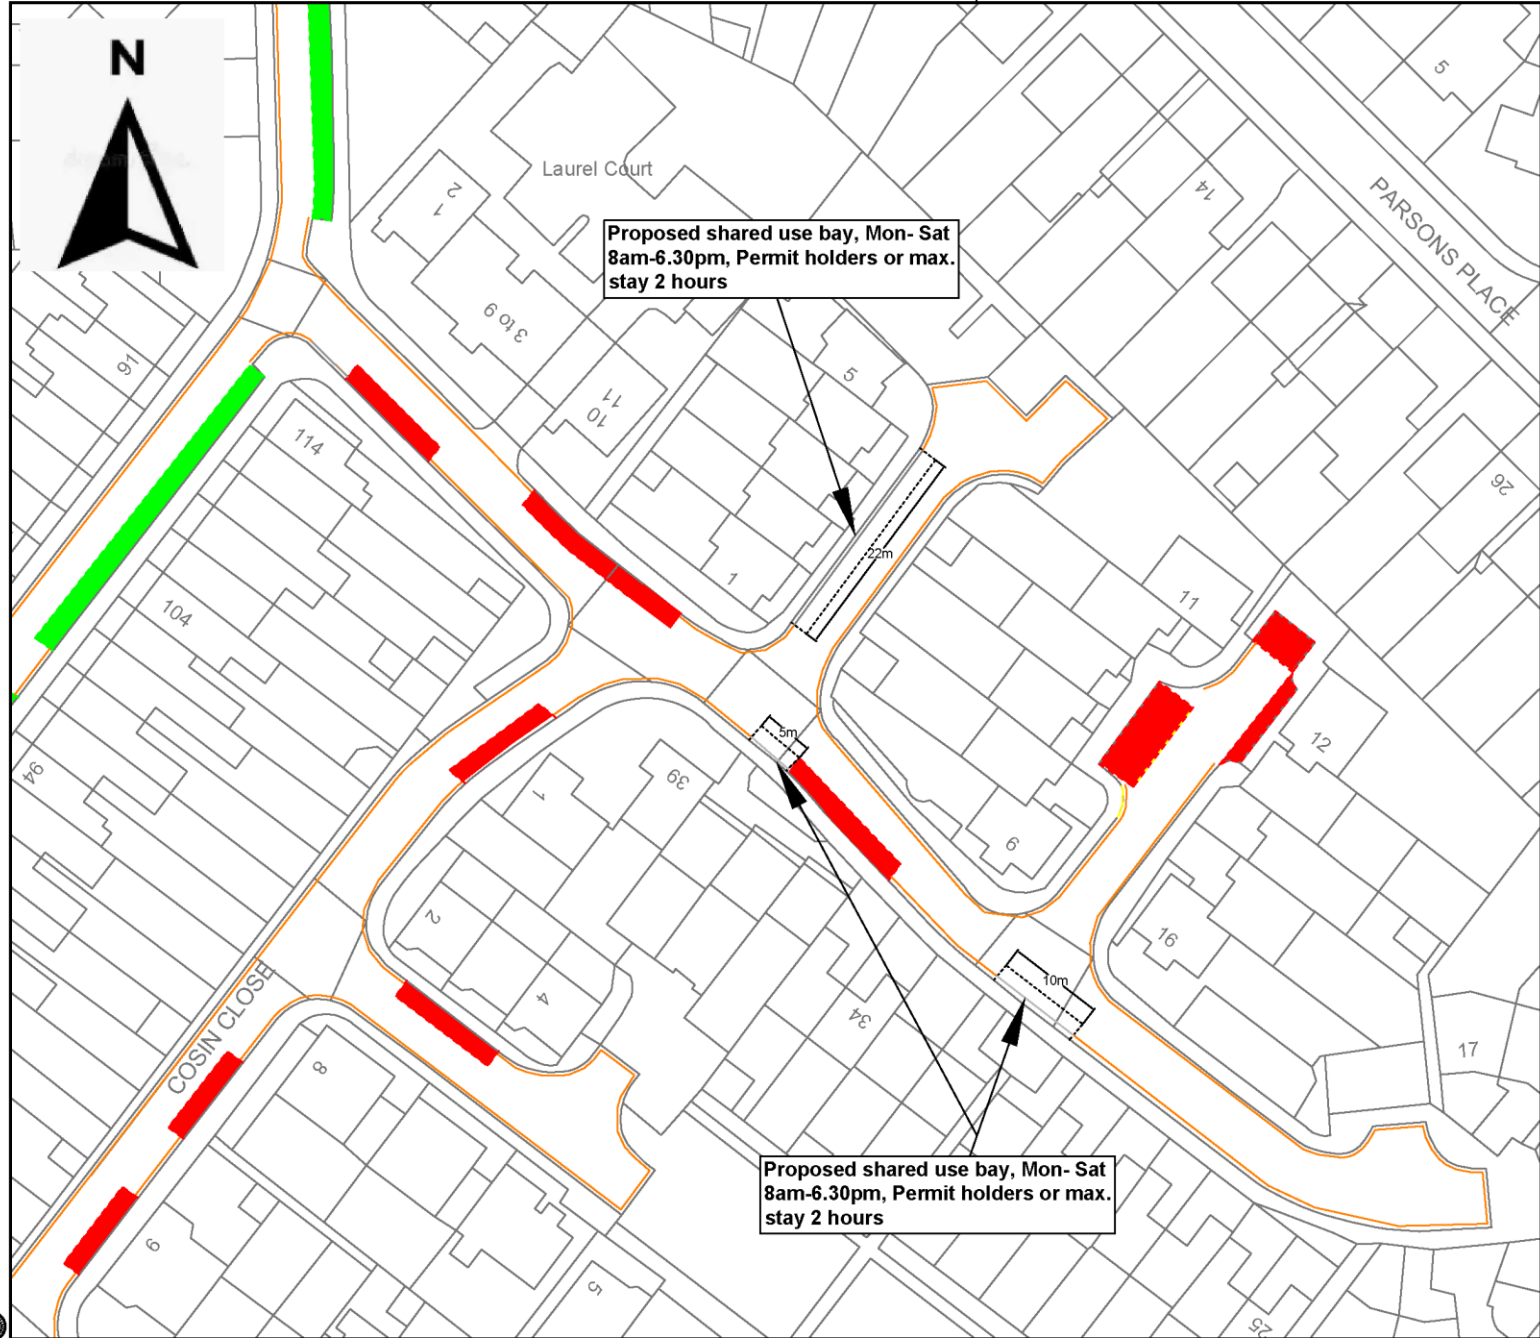 N
5
PARSONS PLACE
Laurel Court
2
1
14
Proposed shared use bay, Mon- Sat
8am-6.30pm, Permit holders or max.
stay 2 hours
3 to 9
91
5
11
10
114
26
22m
1
11
104
5m
12
94
39
1
6
2
16
10m
4
34
COSIN CLOSE
17
8
Proposed shared use bay, Mon- Sat
8am-6.30pm, Permit holders or max.
stay 2 hours
9
5
25